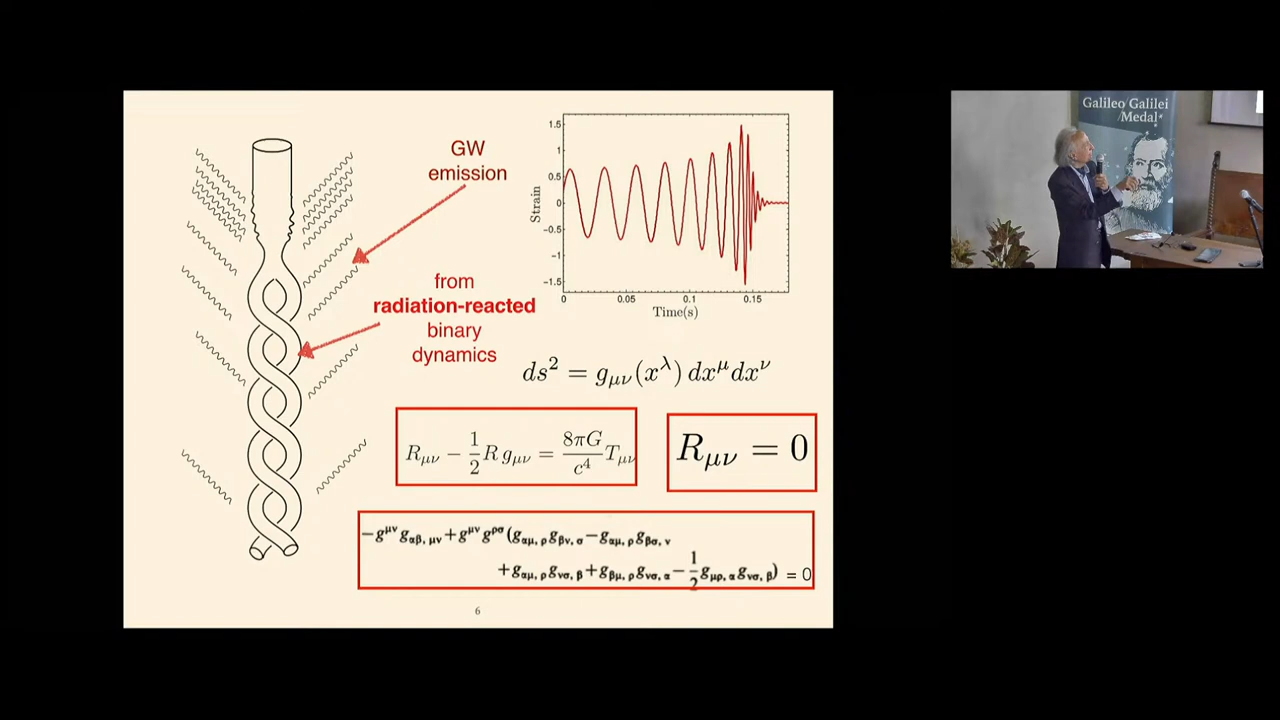 GW
emission
from
radiation-reacted
binary
dynamics
1.5
1
0.5
0
−0.5
−1
−1.5
Strain
0
0.05
0.1
0.15
Time(s)
ds² = g_μν(x^λ) dx^μ dx^ν
R_μν − 1/2 R g_μν = 8πG/c⁴ T_μν
R_μν = 0
−g^μν g_αβ, μν + g^μν g^ρσ (g_αμ, ρ g_βν, σ − g_αμ, ρ g_βσ, ν
+ g_αμ, ρ g_νσ, β + g_βμ, ρ g_νσ, α − 1/2 g_μρ, α g_νσ, β) = 0
6
Galileo Galilei
Medal